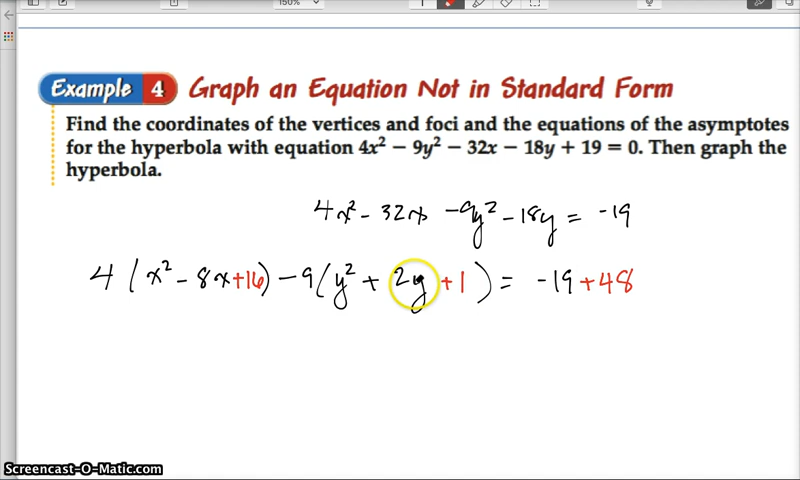 150%
Example 4 Graph an Equation Not in Standard Form
Find the coordinates of the vertices and foci and the equations of the asymptotes
for the hyperbola with equation 4x² − 9y² − 32x − 18y + 19 = 0. Then graph the
hyperbola.
4x² - 32x - 9y² - 18y = -19
4 (x² - 8x + 16) - 9 (y² + 2y + 1) = -19 + 48
Screencast-O-Matic.com